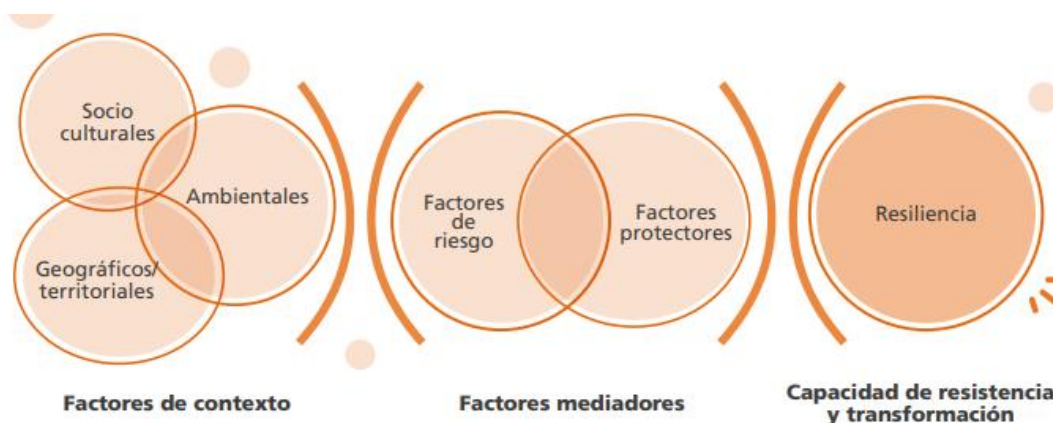 Socio
culturales
Ambientales
Geográficos/
territoriales
Factores
de
riesgo
Factores
protectores
Resiliencia
Factores de contexto
Factores mediadores
Capacidad de resistencia
y transformación